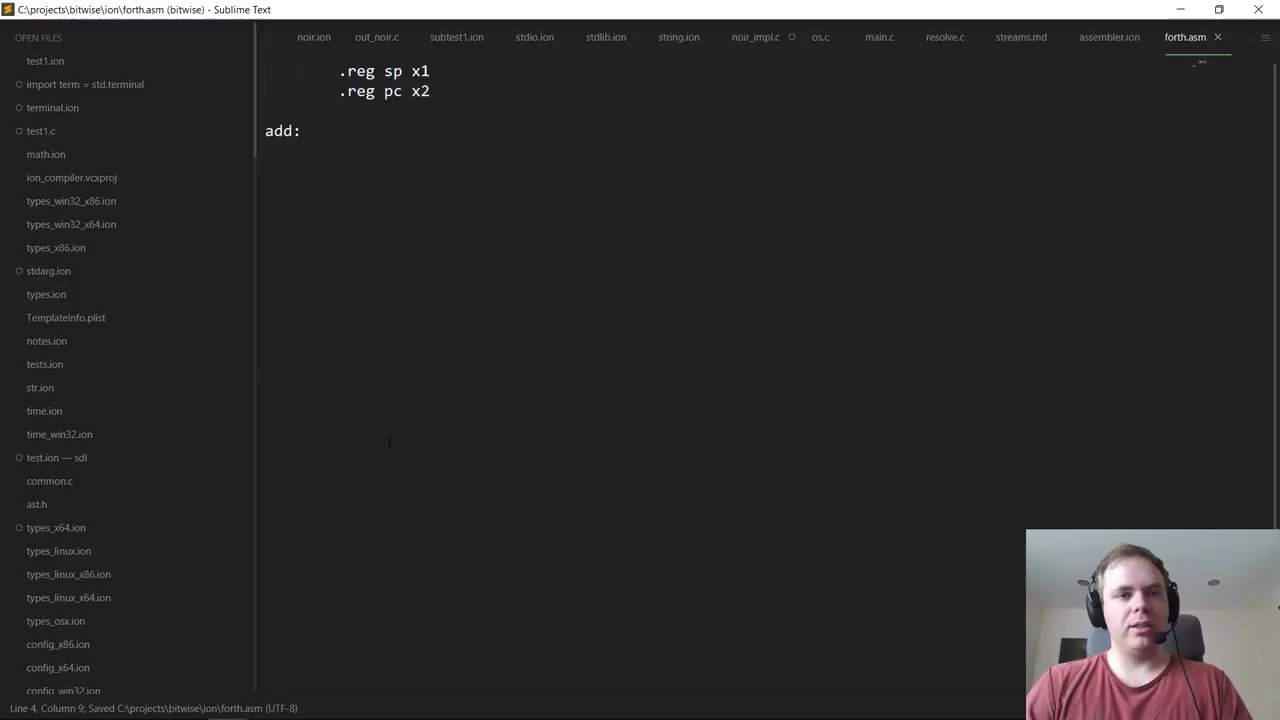 C:\projects\bitwise\ion\forth.asm (bitwise) - Sublime Text
OPEN FILES
noir.ion
out_noir.c
subtest1.ion
stdio.ion
stdlib.ion
string.ion
noir_impl.c
os.c
main.c
resolve.c
streams.md
assembler.ion
forth.asm
test1.ion
import term = std.terminal
terminal.ion
test1.c
math.ion
ion_compiler.vcxproj
types_win32_x86.ion
types_win32_x64.ion
types_x86.ion
stdarg.ion
types.ion
TemplateInfo.plist
notes.ion
tests.ion
str.ion
time.ion
time_win32.ion
test.ion — sdl
common.c
ast.h
types_x64.ion
types_linux.ion
types_linux_x86.ion
types_linux_x64.ion
types_osx.ion
config_x86.ion
config_x64.ion
config_win32.ion
.reg sp x1
.reg pc x2
add:
Line 4, Column 9; Saved C:\projects\bitwise\ion\forth.asm (UTF-8)